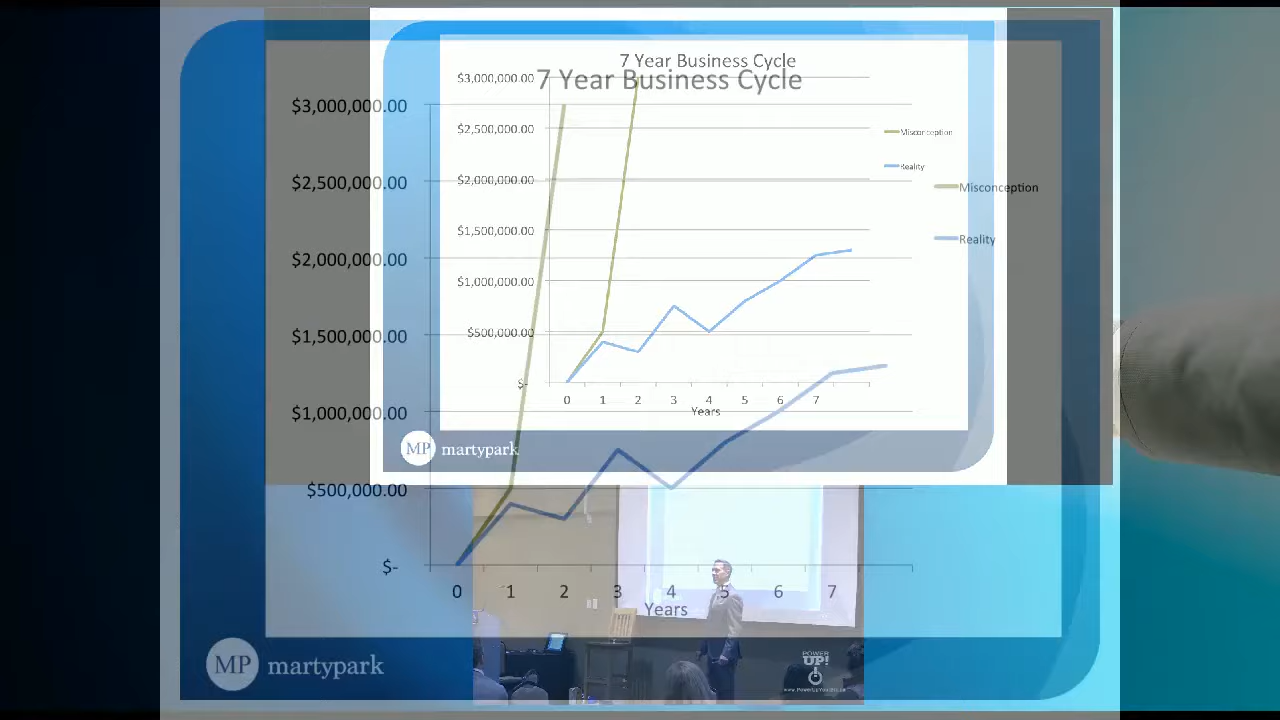 7 Year Business Cycle
$3,000,000.00
$2,500,000.00
$2,000,000.00
$1,500,000.00
$1,000,000.00
$500,000.00
$-
0 1 2 3 4 5 6 7
Years
Misconception
Reality
MP martypark
7 Year Business Cycle
$3,000,000.00
$2,500,000.00
$2,000,000.00
$1,500,000.00
$1,000,000.00
$500,000.00
$-
0 1 2 3 4 5 6 7
Years
Misconception
Reality
MP martypark
POWER
UP!